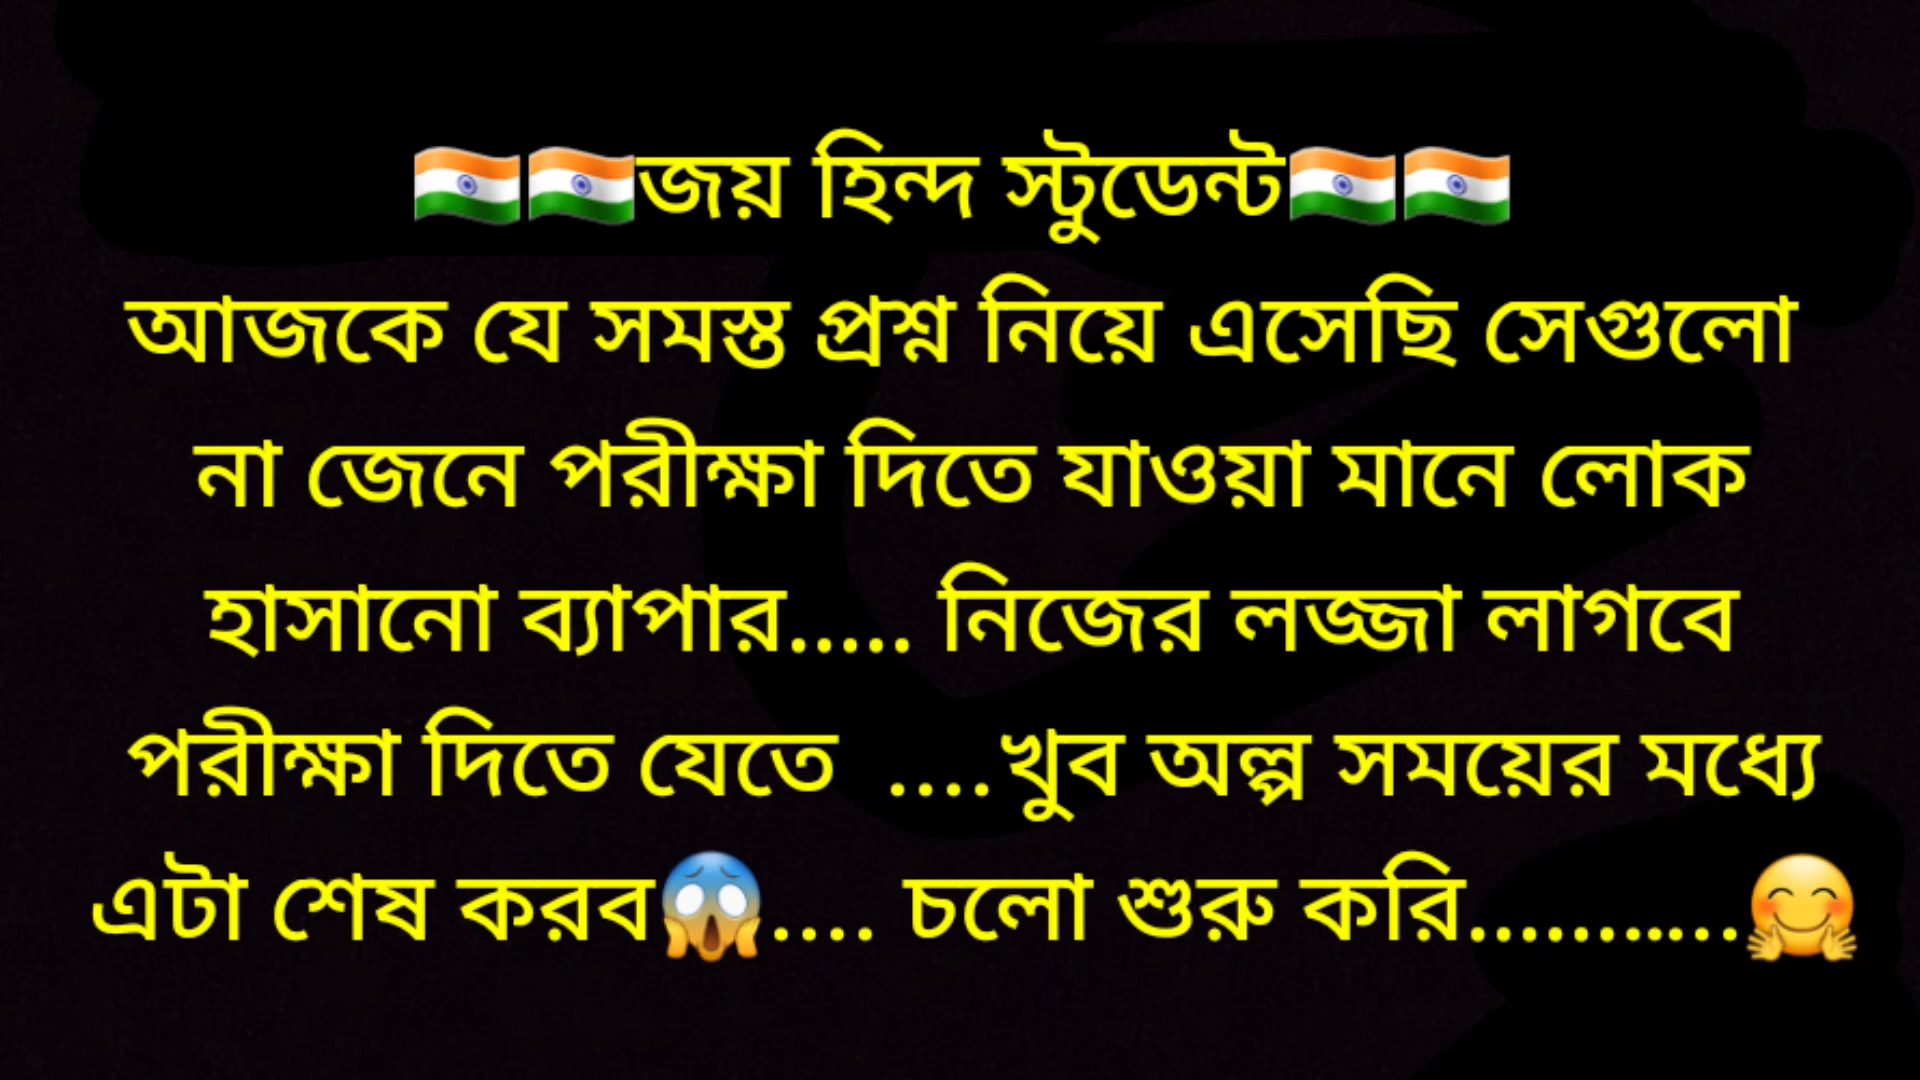 🇮🇳🇮🇳জয় হিন্দ স্টুডেন্ট🇮🇳🇮🇳
আজকে যে সমস্ত প্রশ্ন নিয়ে এসেছি সেগুলো
না জেনে পরীক্ষা দিতে যাওয়া মানে লোক
হাসানো ব্যাপার..... নিজের লজ্জা লাগবে
পরীক্ষা দিতে যেতে ....খুব অল্প সময়ের মধ্যে
এটা শেষ করব😱.... চলো শুরু করি...........🤗